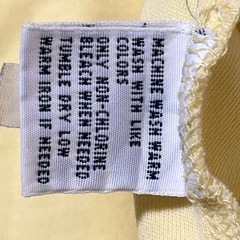 MACHINE WASH WARM
WASH WITH LIKE
COLORS
ONLY NON-CHLORINE
BLEACH WHEN NEEDED
TUMBLE DRY LOW
WARM IRON IF NEEDED